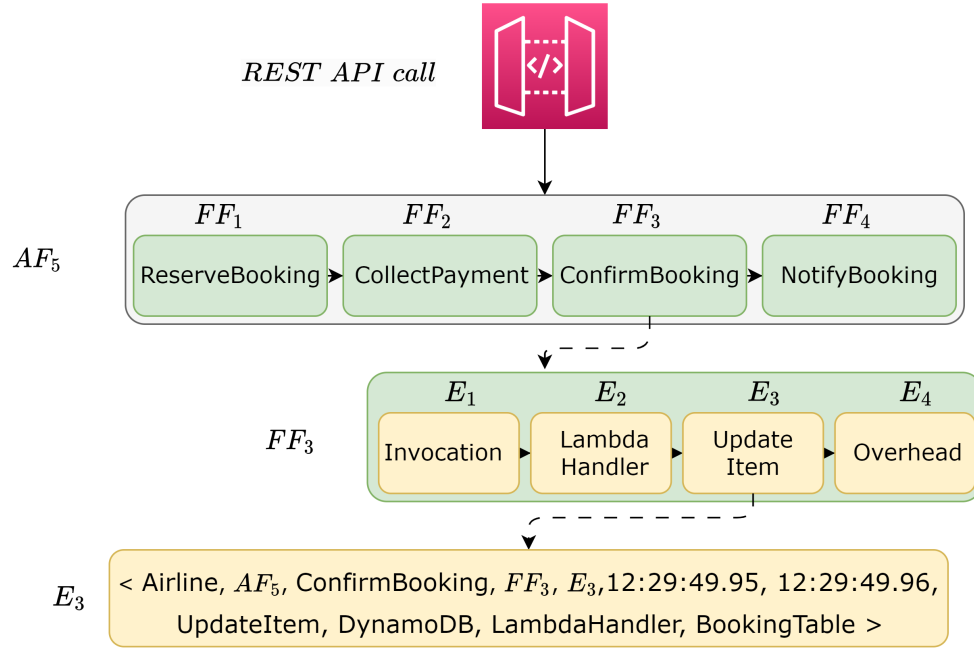 REST API call
</>
FF1 FF2 FF3 FF4
AF5
ReserveBooking CollectPayment ConfirmBooking NotifyBooking
E1 E2 E3 E4
FF3
Invocation
Lambda
Handler
Update
Item
Overhead
E3
< Airline, AF5, ConfirmBooking, FF3, E3,12:29:49.95, 12:29:49.96,
UpdateItem, DynamoDB, LambdaHandler, BookingTable >